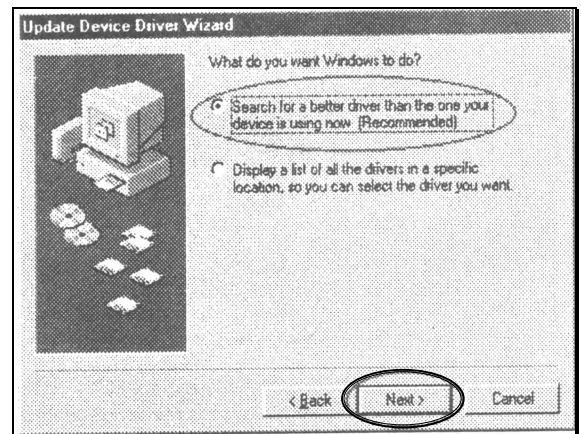 Update Device Driver Wizard
What do you want Windows to do?
Search for a better driver than the one your
device is using now (Recommended)
Display a list of all the drivers in a specific
location, so you can select the driver you want.
< Back
Next >
Cancel